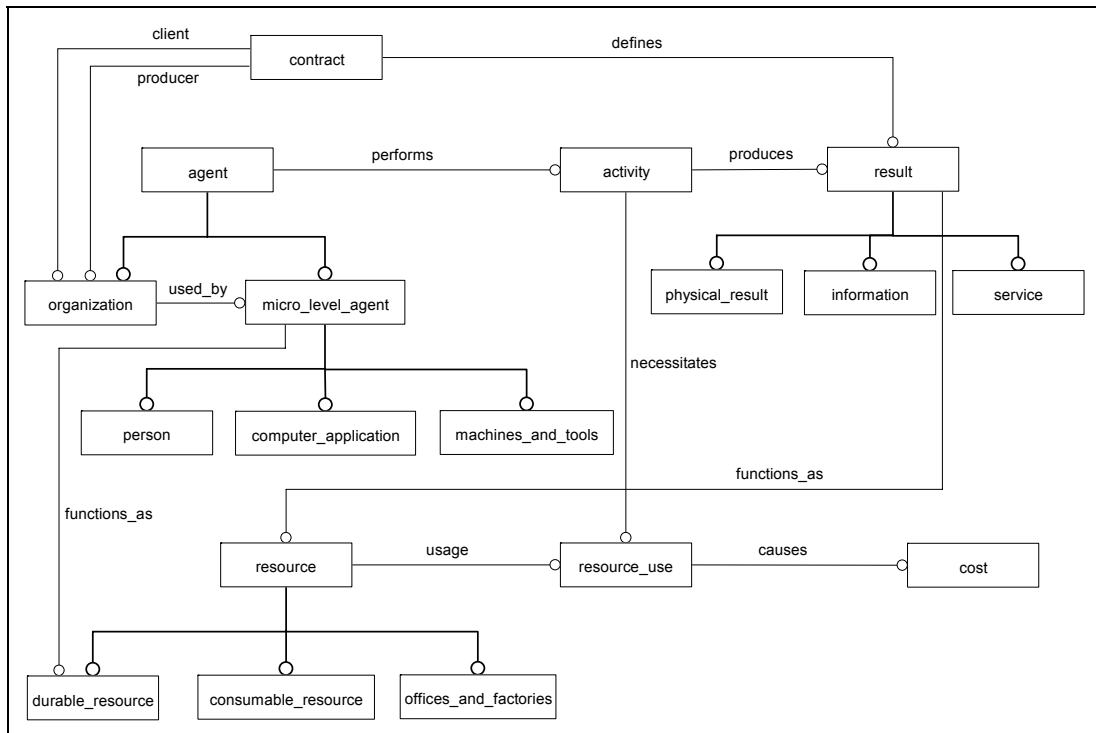 client
contract
defines
producer
agent
performs
activity
produces
result
organization
used_by
micro_level_agent
physical_result
information
service
necessitates
person
computer_application
machines_and_tools
functions_as
functions_as
resource
usage
resource_use
causes
cost
durable_resource
consumable_resource
offices_and_factories